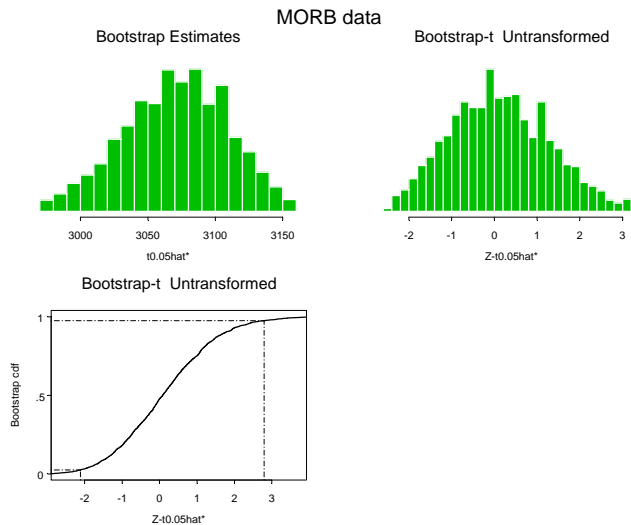 MORB data
Bootstrap Estimates
3000 3050 3100 3150
t0.05hat*
Bootstrap-t Untransformed
-2 -1 0 1 2 3
Z-t0.05hat*
Bootstrap-t Untransformed
Bootstrap cdf
1
.5
0
-2 -1 0 1 2 3
Z-t0.05hat*